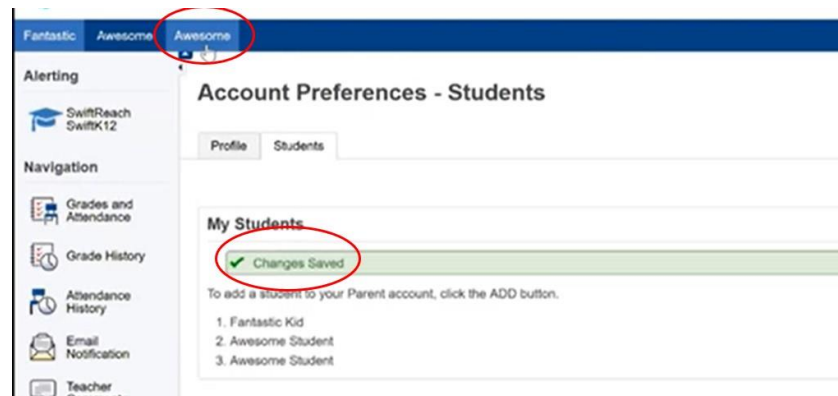 Fantastic Awesome Awesome
Alerting
SwiftReach
SwiftK12
Navigation
Grades and
Attendance
Grade History
Attendance
History
Email
Notification
Teacher
Account Preferences - Students
Profile Students
My Students
Changes Saved
To add a student to your Parent account, click the ADD button.
1. Fantastic Kid
2. Awesome Student
3. Awesome Student